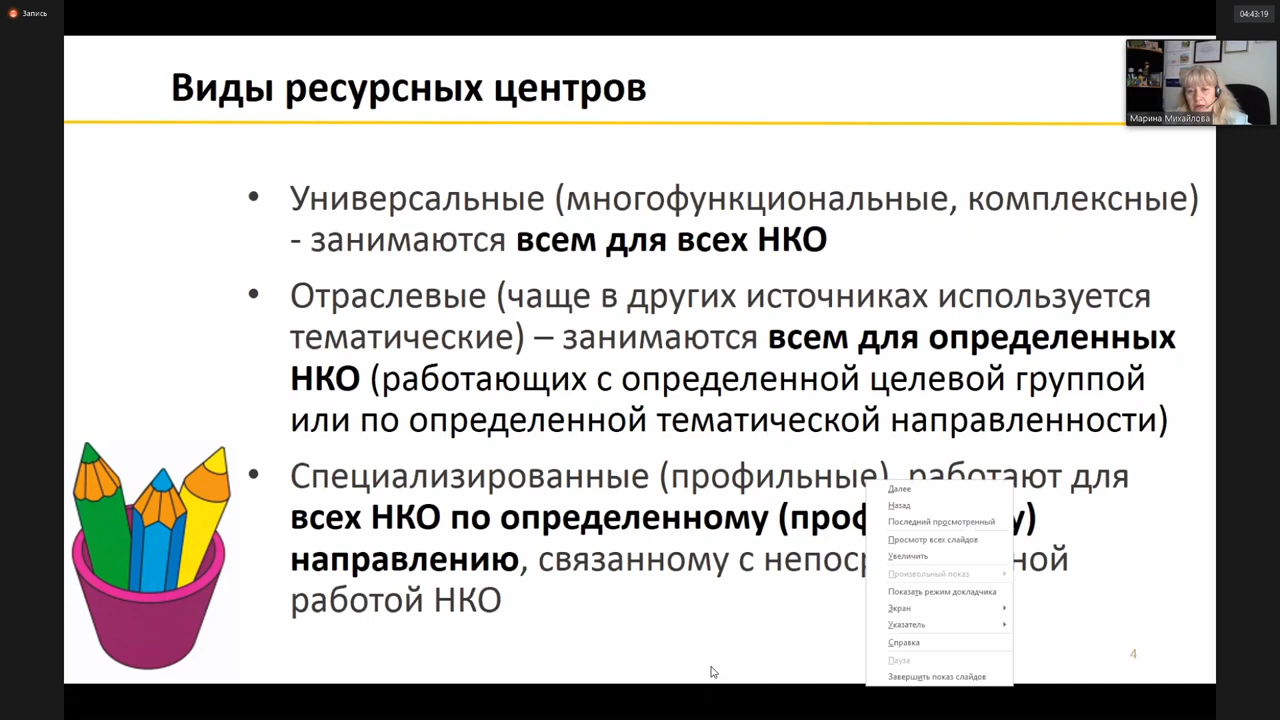 Запись
04:43:19
Виды ресурсных центров
Марина Михайлова
• Универсальные (многофункциональные, комплексные)
- занимаются всем для всех НКО
• Отраслевые (чаще в других источниках используется
тематические) – занимаются всем для определенных
НКО (работающих с определенной целевой группой
или по определенной тематической направленности)
• Специализированные (профильные), работают для
всех НКО по определенному (проф у)
направлению, связанному с непоср ной
работой НКО
Далее
Назад
Последний просмотренный
Просмотр всех слайдов
Увеличить
Произвольный показ
Показать режим докладчика
Экран
Указатель
Справка
Пауза
Завершить показ слайдов
4